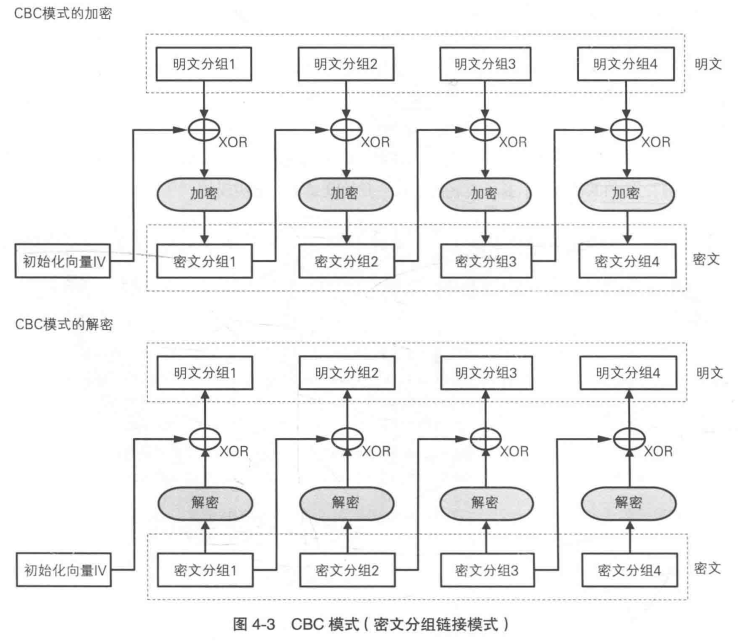 CBC模式的加密
明文分组1 明文分组2 明文分组3 明文分组4 明文
XOR XOR XOR XOR
加密 加密 加密 加密
初始化向量IV 密文分组1 密文分组2 密文分组3 密文分组4 密文
CBC模式的解密
明文分组1 明文分组2 明文分组3 明文分组4 明文
XOR XOR XOR XOR
解密 解密 解密 解密
初始化向量IV 密文分组1 密文分组2 密文分组3 密文分组4 密文
图 4-3 CBC 模式（密文分组链接模式）